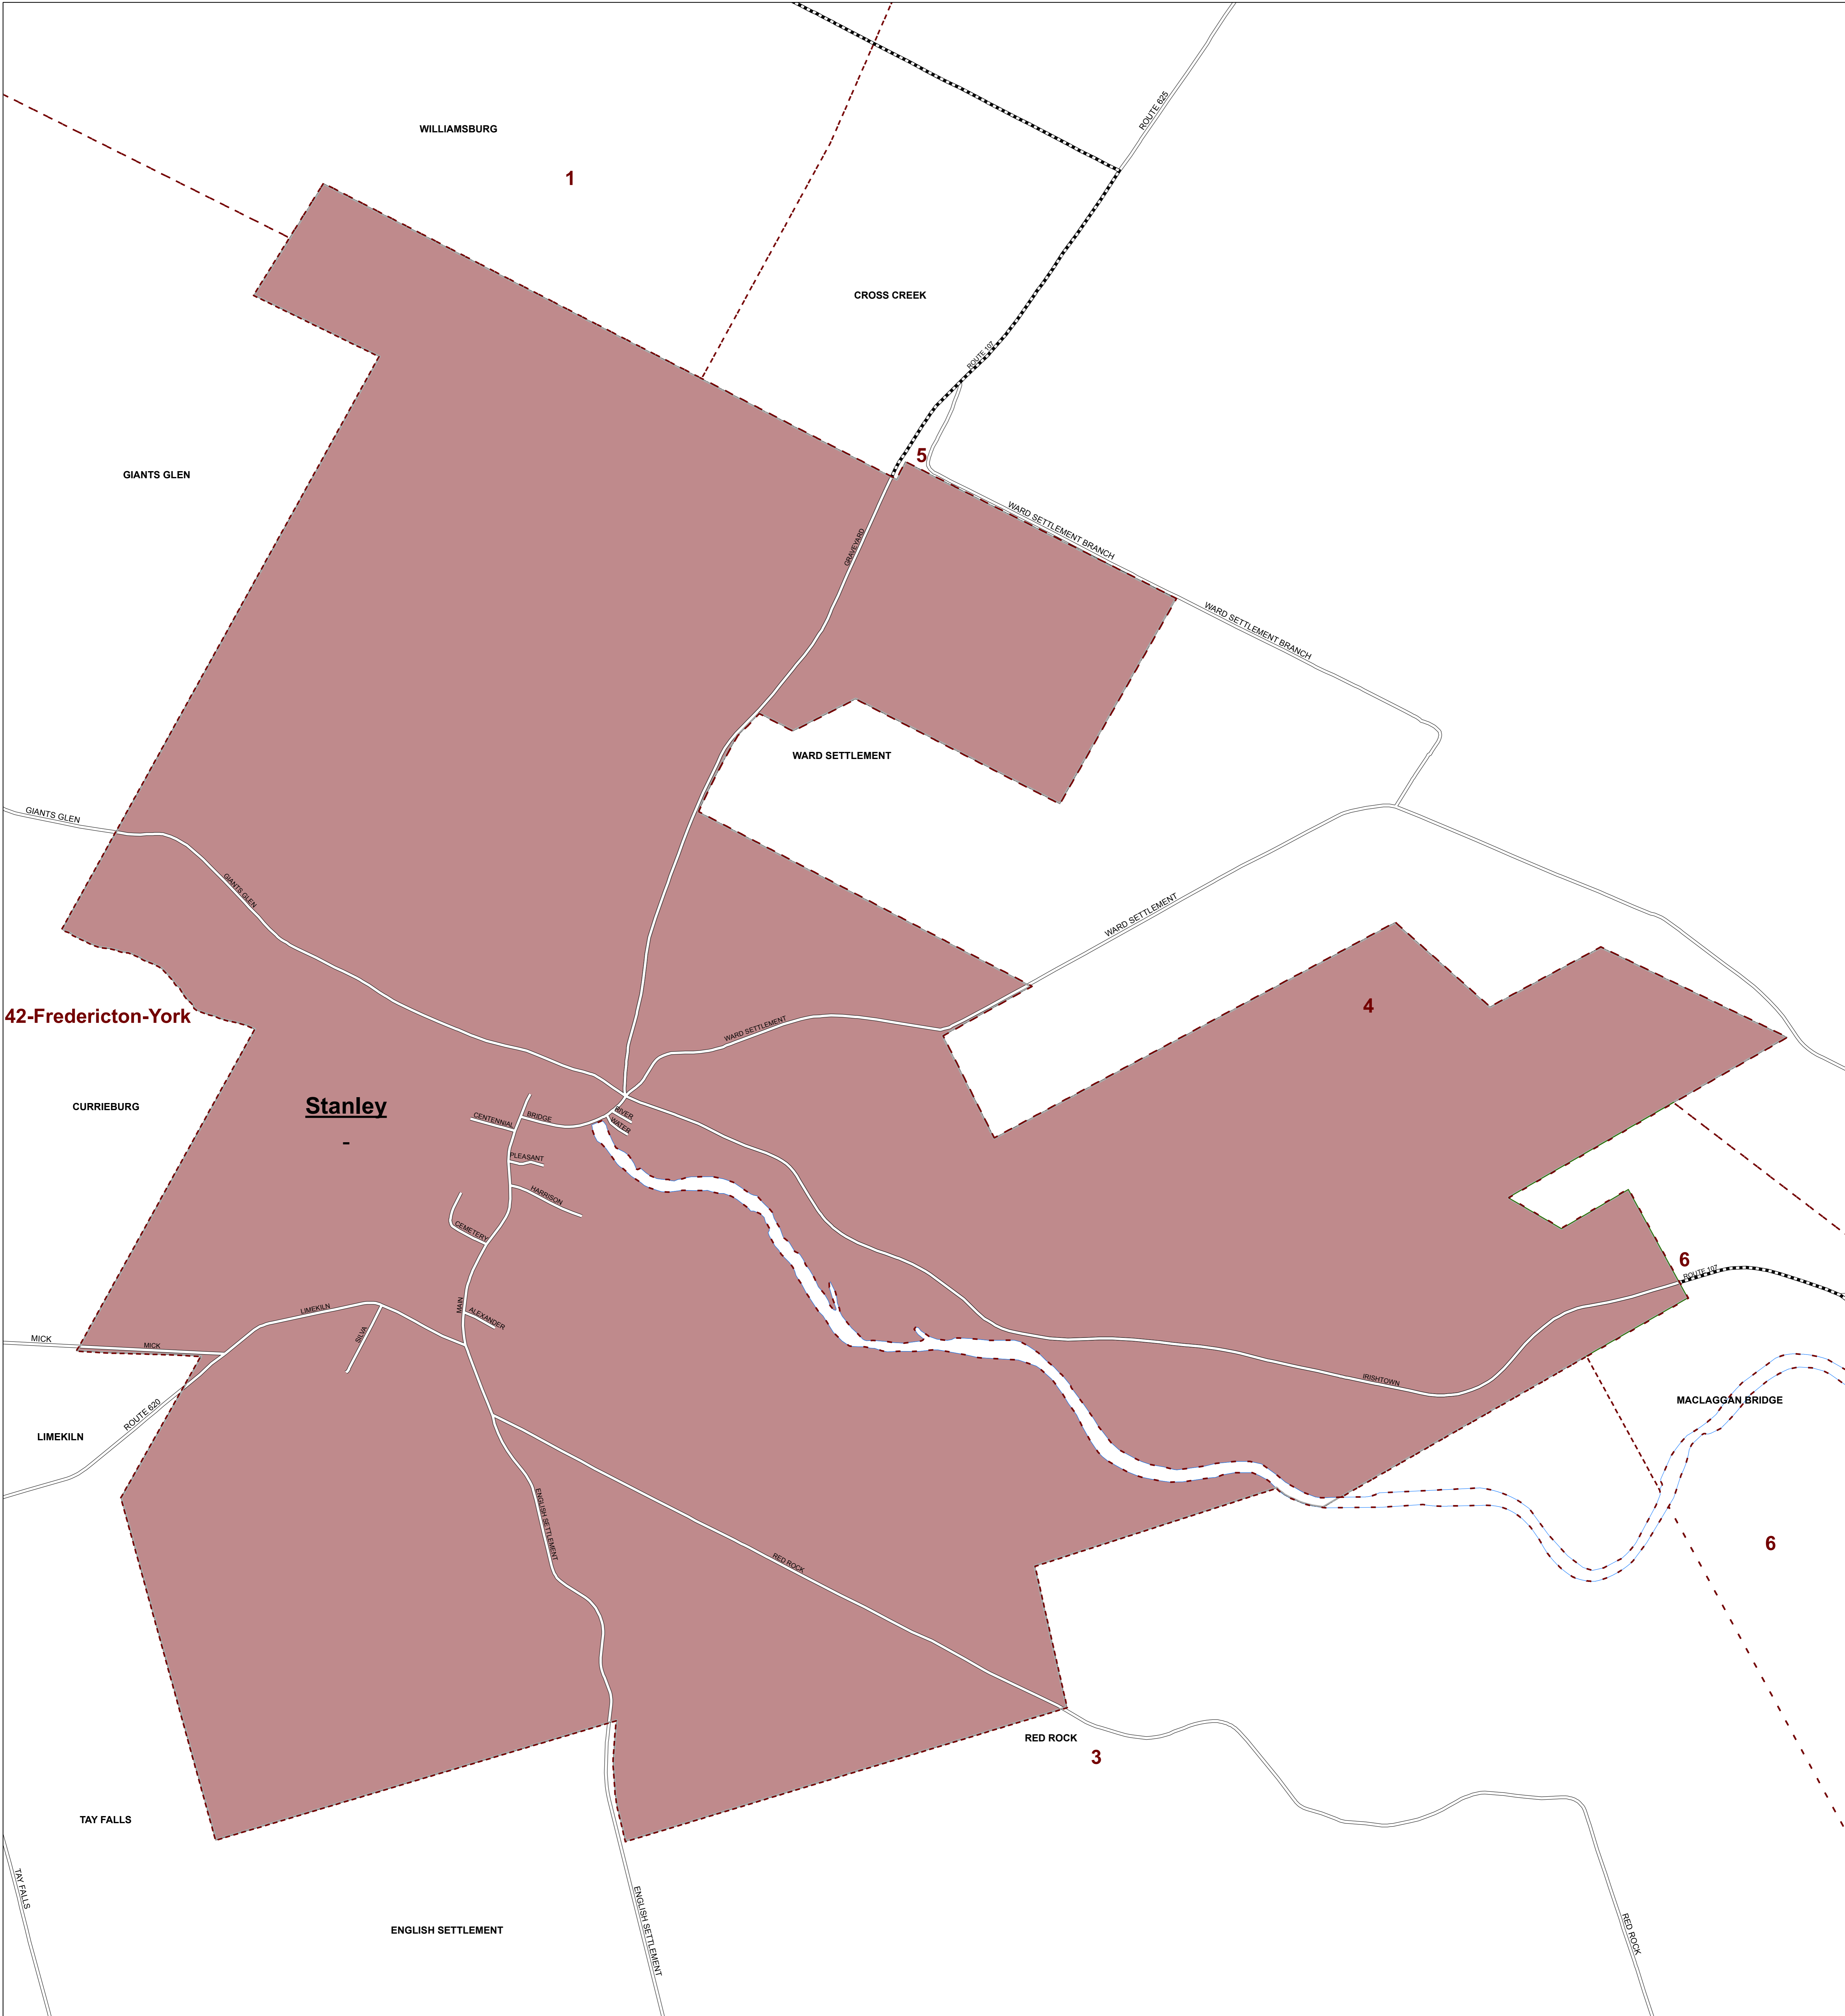 ROUTE 625
WILLIAMSBURG
1
CROSS CREEK
ROUTE 107
5
GIANTS GLEN
WARD SETTLEMENT BRANCH
GRAVEYARD
WARD SETTLEMENT BRANCH
WARD SETTLEMENT
GIANTS GLEN
GIANTS GLEN
WARD SETTLEMENT
4
42-Fredericton-York
WARD SETTLEMENT
CURRIEBURG
Stanley
-
CENTENNIAL
BRIDGE
RIVER
WATER
PLEASANT
HARRISON
CEMETERY
6
ROUTE 107
LIMEKILN
MAIN
ALEXANDER
SILVA
MICK
MICK
IRISHTOWN
MACLAGGAN BRIDGE
ROUTE 620
LIMEKILN
ENGLISH SETTLEMENT
6
RED ROCK
RED ROCK
3
TAY FALLS
TAY FALLS
ENGLISH SETTLEMENT
ENGLISH SETTLEMENT
RED ROCK